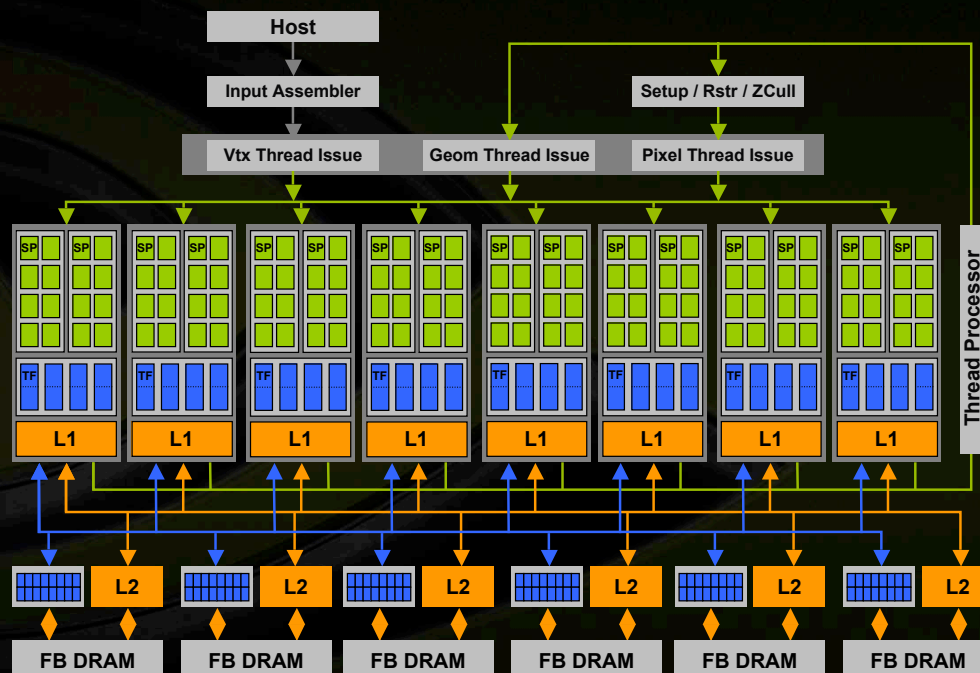 Host
Input Assembler
Setup / Rstr / ZCull
Vtx Thread Issue
Geom Thread Issue
Pixel Thread Issue
SP SP SP SP SP SP SP SP SP SP SP SP SP SP SP SP
Thread Processor
TF TF TF TF TF TF TF TF
L1 L1 L1 L1 L1 L1 L1 L1
L2 L2 L2 L2 L2 L2
FB DRAM FB DRAM FB DRAM FB DRAM FB DRAM FB DRAM